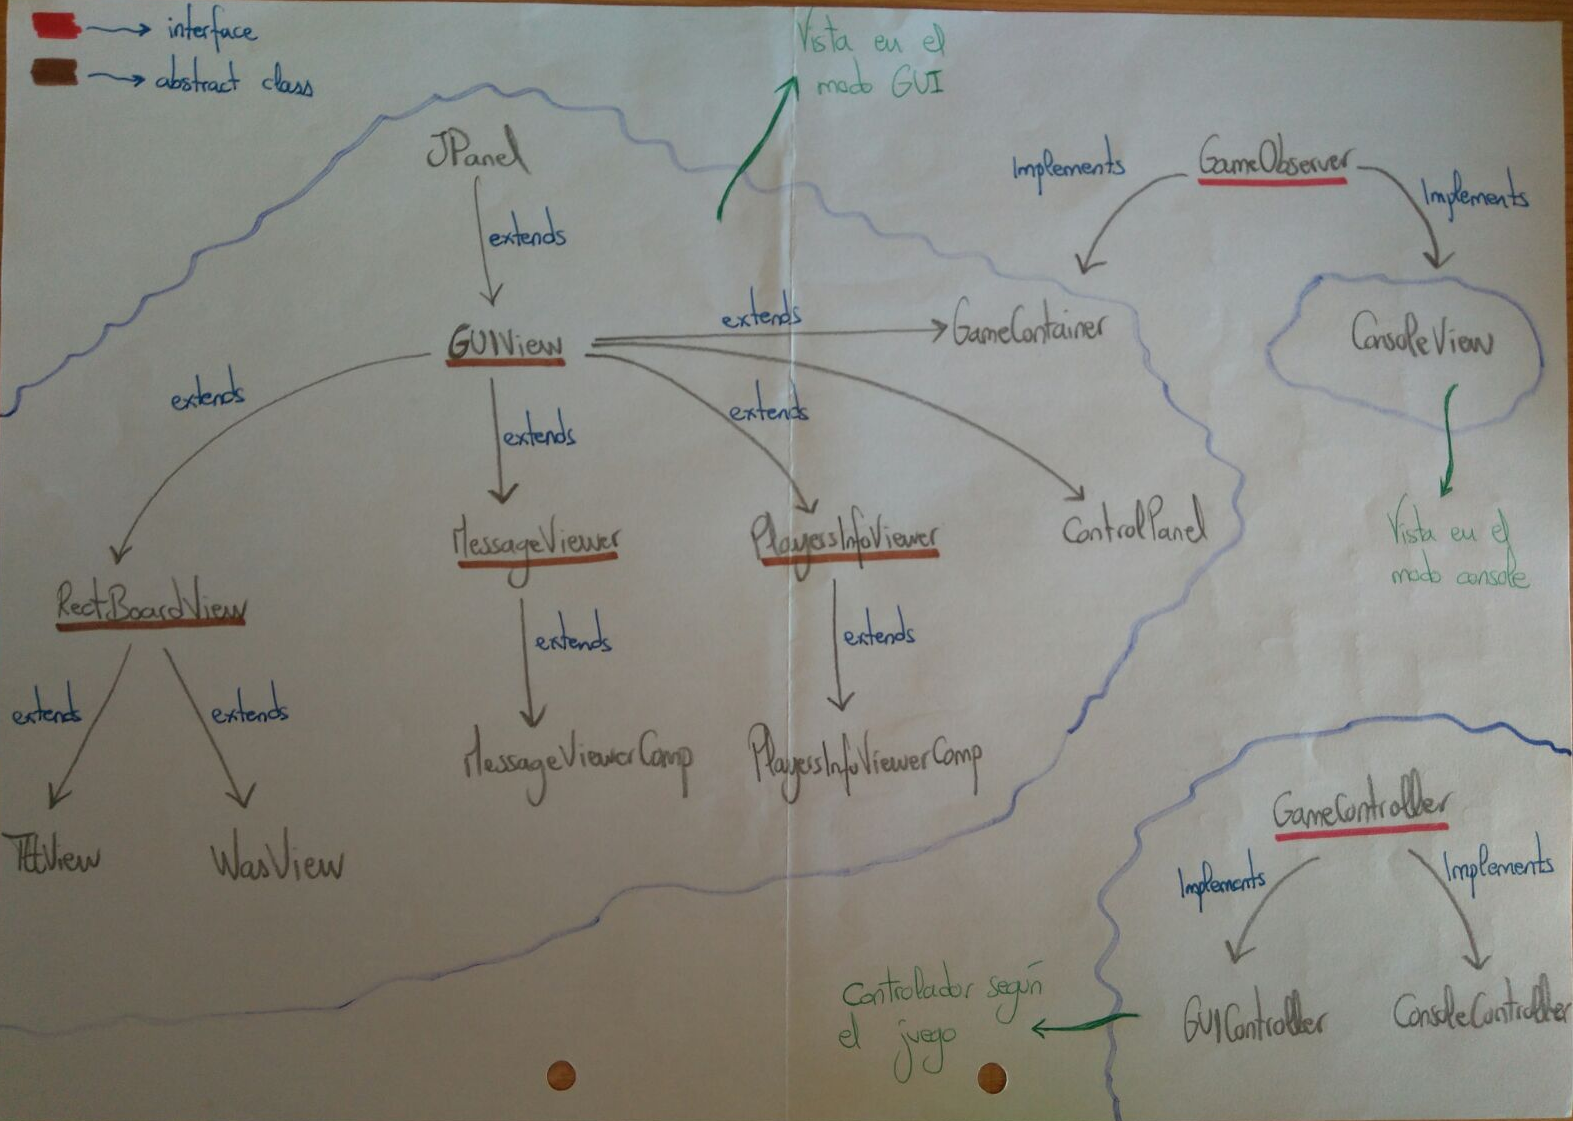 interface
abstract class
Vista en el
modo GUI
JPanel
extends
GameObserver
Implements
Implements
GUIView
extends
GameContainer
ConsoleView
extends
extends
extends
MessageViewer
PlayersInfoViewer
ControlPanel
Vista en el
modo console
RectBoardView
extends
extends
extends
extends
MessageViewerComp
PlayersInfoViewerComp
GameController
TttView
WasView
Implements
Implements
Controlador según
el juego
GUIController
ConsoleController